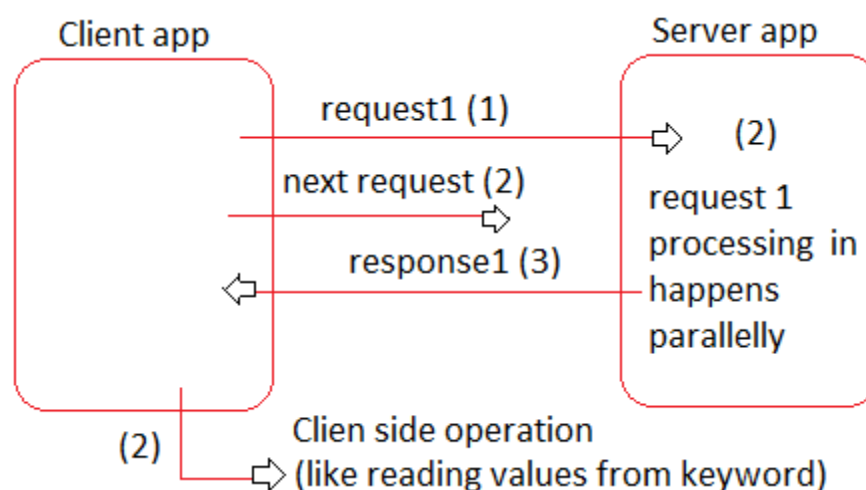 Client app
Server app
request1 (1)
(2)
next request (2)
request 1
processing in
happens
parallelly
response1 (3)
(2)
Clien side operation
(like reading values from keyword)